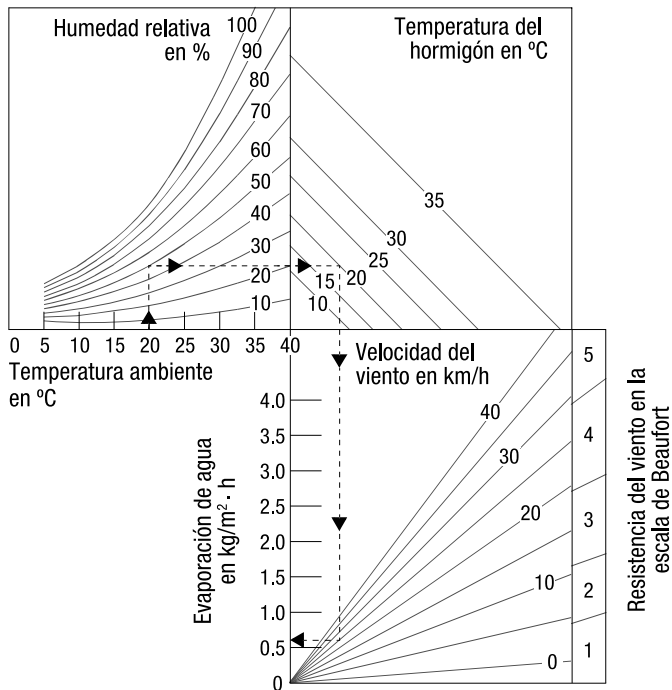 Humedad relativa
en %
100
90
80
70
60
50
40
30
20
10
Temperatura del
hormigón en ºC
35
30
25
20
15
10
0 5 10 15 20 25 30 35 40
Temperatura ambiente
en ºC
Velocidad del
viento en km/h
40
30
20
10
0
Evaporación de agua
en kg/m² · h
4.0
3.5
3.0
2.5
2.0
1.5
1.0
0.5
0
5
4
3
2
1
Resistencia del viento en la
escala de Beaufort